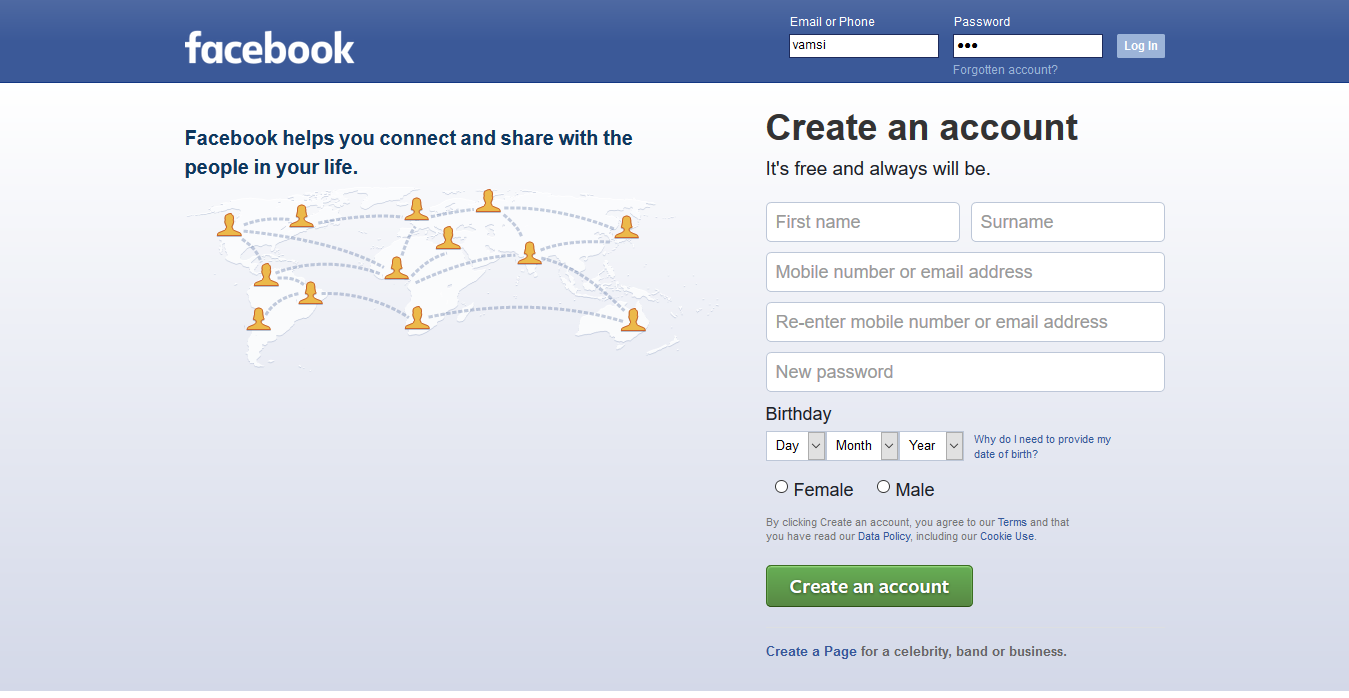 facebook
Email or Phone
Password
vamsi
●●●
Log In
Forgotten account?
Facebook helps you connect and share with the
people in your life.
Create an account
It's free and always will be.
First name
Surname
Mobile number or email address
Re-enter mobile number or email address
New password
Birthday
Day Month Year
Why do I need to provide my
date of birth?
Female Male
By clicking Create an account, you agree to our Terms and that
you have read our Data Policy, including our Cookie Use.
Create an account
Create a Page for a celebrity, band or business.